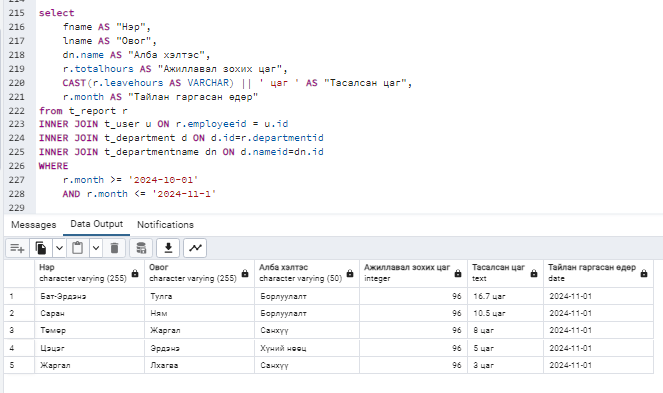 215 select
216 fname AS "Нэр",
217 lname AS "Овог",
218 dn.name AS "Алба хэлтэс",
219 r.totalhours AS "Ажиллавал зохих цаг",
220 CAST(r.leavehours AS VARCHAR) || ' цаг ' AS "Тасалсан цаг",
221 r.month AS "Тайлан гаргасан өдөр"
222 from t_report r
223 INNER JOIN t_user u ON r.employeeid = u.id
224 INNER JOIN t_department d ON d.id=r.departmentid
225 INNER JOIN t_departmentname dn ON d.nameid=dn.id
226 WHERE
227 r.month >= '2024-10-01'
228 AND r.month <= '2024-11-1'
229
Messages Data Output Notifications
Нэр Овог Алба хэлтэс Ажиллавал зохих цаг Тасалсан цаг Тайлан гаргасан өдөр
character varying (255) character varying (255) character varying (50) integer text date
1 Бат-Эрдэнэ Тулга Борлуулалт 96 16.7 цаг 2024-11-01
2 Саран Ням Борлуулалт 96 10.5 цаг 2024-11-01
3 Төмөр Жаргал Санхүү 96 8 цаг 2024-11-01
4 Цэцэг Эрдэнэ Хүний нөөц 96 5 цаг 2024-11-01
5 Жаргал Лхагва Санхүү 96 3 цаг 2024-11-01